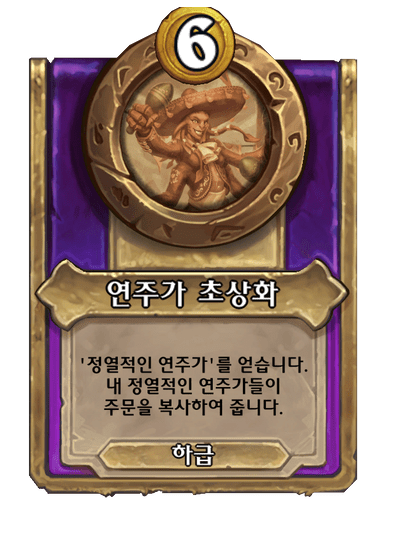 6
연주가 초상화
'정열적인 연주가'를 얻습니다.
내 정열적인 연주가들이
주문을 복사하여 줍니다.
하급